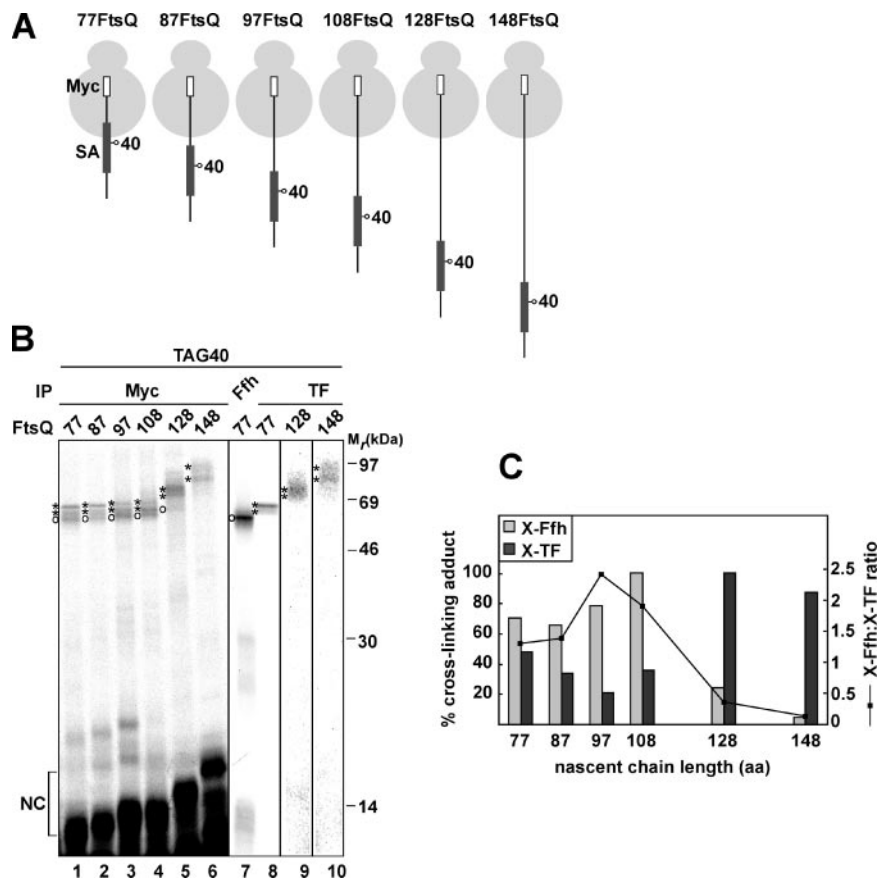 A
77FtsQ 87FtsQ 97FtsQ 108FtsQ 128FtsQ 148FtsQ
Myc
SA
40 40 40 40 40 40
B
TAG40
IP Myc Ffh TF
FtsQ 77 87 97 108 128 148 77 77 128 148
Mr(kDa)
97
69
46
30
14
NC
1 2 3 4 5 6 7 8 9 10
C
X-Ffh
X-TF
% cross-linking adduct
100
80
60
40
20
2.5
2
1.5
1
0.5
0
X-Ffh:X-TF ratio
77 87 97 108 128 148
nascent chain length (aa)